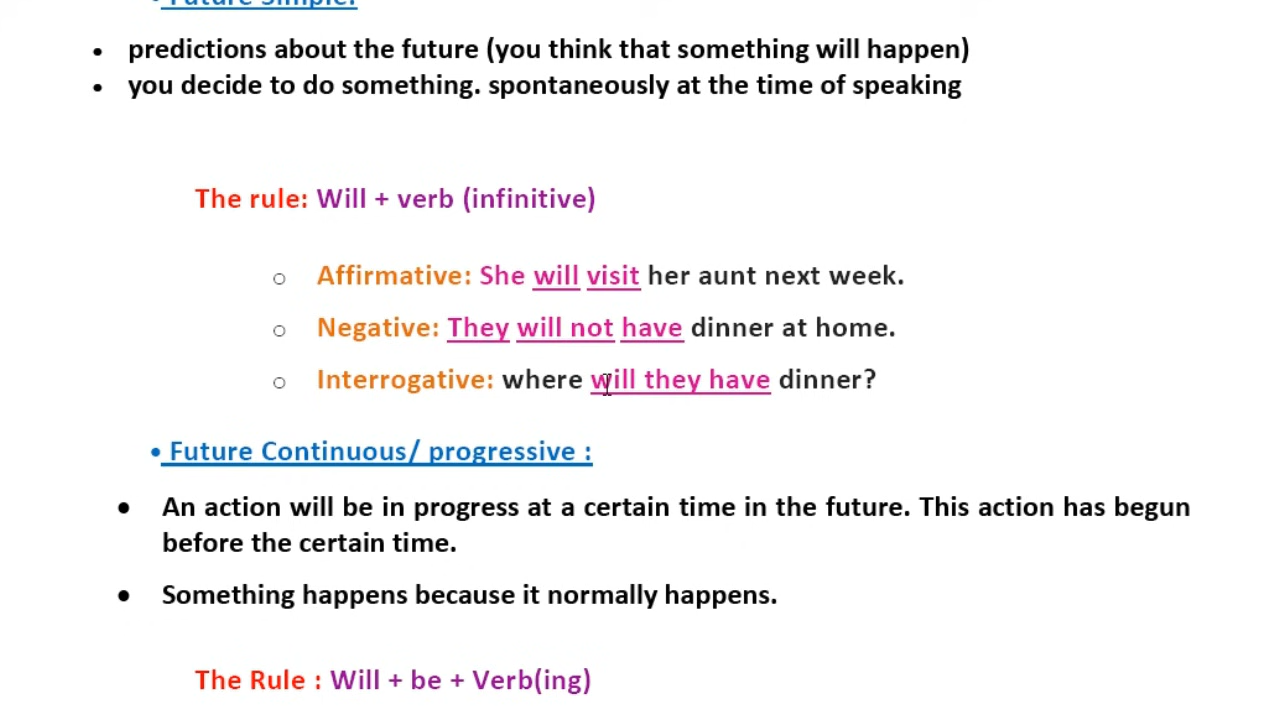 • Future Simple:
• predictions about the future (you think that something will happen)
• you decide to do something. spontaneously at the time of speaking
The rule: Will + verb (infinitive)
o Affirmative: She will visit her aunt next week.
o Negative: They will not have dinner at home.
o Interrogative: where will they have dinner?
• Future Continuous/ progressive :
• An action will be in progress at a certain time in the future. This action has begun
before the certain time.
• Something happens because it normally happens.
The Rule : Will + be + Verb(ing)